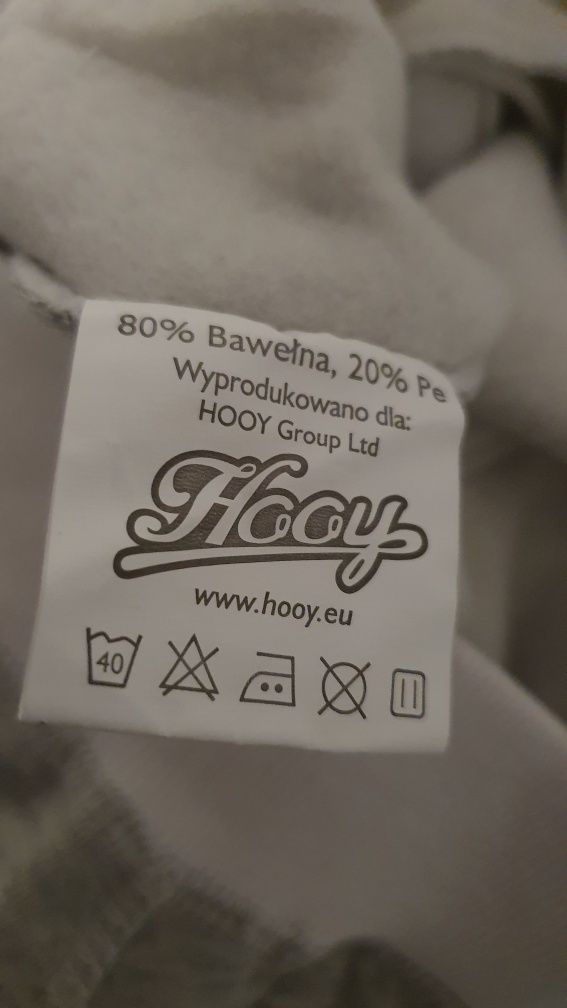 80% Bawełna, 20% Pe
Wyprodukowano dla:
HOOY Group Ltd
Hooy
www.hooy.eu
40